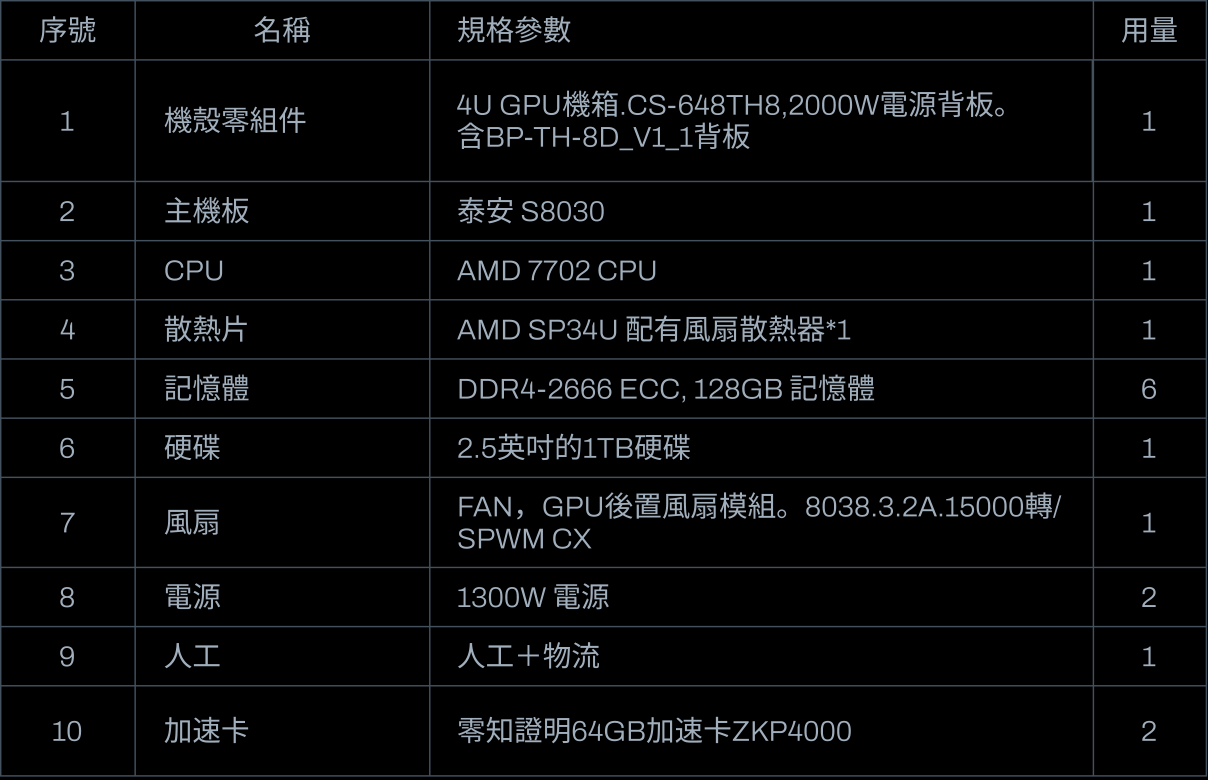 序號 名稱 規格參數 用量
1 機殼零組件 4U GPU機箱.CS-648TH8,2000W電源背板。
含BP-TH-8D_V1_1背板 1
2 主機板 泰安 S8030 1
3 CPU AMD 7702 CPU 1
4 散熱片 AMD SP34U 配有風扇散熱器*1 1
5 記憶體 DDR4-2666 ECC, 128GB 記憶體 6
6 硬碟 2.5英吋的1TB硬碟 1
7 風扇 FAN，GPU後置風扇模組。8038.3.2A.15000轉/
SPWM CX 1
8 電源 1300W 電源 2
9 人工 人工＋物流 1
10 加速卡 零知證明64GB加速卡ZKP4000 2